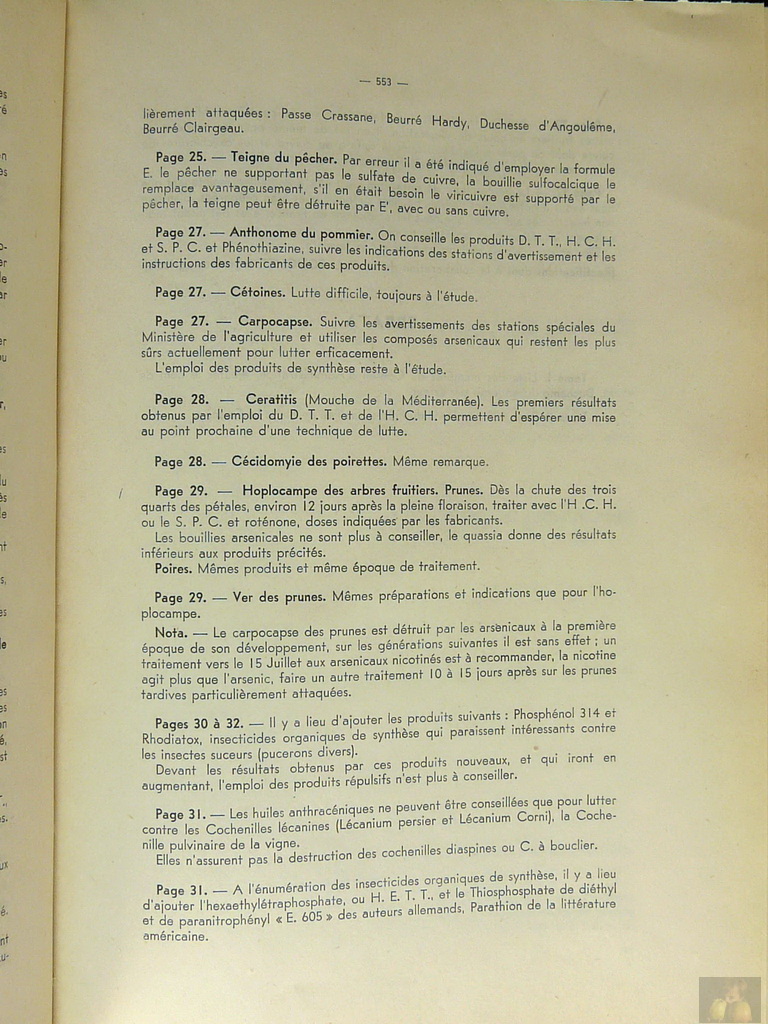 — 553 —
lièrement attaquées : Passe Crassane, Beurré Hardy, Duchesse d'Angoulême,
Beurré Clairgeau.
Page 25. — Teigne du pêcher. Par erreur il a été indiqué d'employer la formule
E. le pêcher ne supportant pas le sulfate de cuivre, la bouillie sulfocalcique le
remplace avantageusement, s'il en était besoin le viricuivre est supporté par le
pêcher, la teigne peut être détruite par E', avec ou sans cuivre.
Page 27. — Anthonome du pommier. On conseille les produits D. T. T., H. C. H.
et S. P. C. et Phénothiazine, suivre les indications des stations d'avertissement et les
instructions des fabricants de ces produits.
Page 27. — Cétoines. Lutte difficile, toujours à l'étude.
Page 27. — Carpocapse. Suivre les avertissements des stations spéciales du
Ministère de l'agriculture et utiliser les composés arsenicaux qui restent les plus
sûrs actuellement pour lutter erficacement.
L'emploi des produits de synthèse reste à l'étude.
Page 28. — Ceratitis (Mouche de la Méditerranée). Les premiers résultats
obtenus par l'emploi du D. T. T. et de l'H. C. H. permettent d'espérer une mise
au point prochaine d'une technique de lutte.
Page 28. — Cécidomyie des poirettes. Même remarque.
Page 29. — Hoplocampe des arbres fruitiers. Prunes. Dès la chute des trois
quarts des pétales, environ 12 jours après la pleine floraison, traiter avec l'H .C. H.
ou le S. P. C. et roténone, doses indiquées par les fabricants.
Les bouillies arsenicales ne sont plus à conseiller, le quassia donne des résultats
inférieurs aux produits précités.
Poires. Mêmes produits et même époque de traitement.
Page 29. — Ver des prunes. Mêmes préparations et indications que pour l'ho-
plocampe.
Nota. — Le carpocapse des prunes est détruit par les arsenicaux à la première
époque de son développement, sur les générations suivantes il est sans effet ; un
traitement vers le 15 Juillet aux arsenicaux nicotinés est à recommander, la nicotine
agit plus que l'arsenic, faire un autre traitement 10 à 15 jours après sur les prunes
tardives particulièrement attaquées.
Pages 30 à 32. — Il y a lieu d'ajouter les produits suivants : Phosphénol 314 et
Rhodiatox, insecticides organiques de synthèse qui paraissent intéressants contre
les insectes suceurs (pucerons divers).
Devant les résultats obtenus par ces produits nouveaux, et qui iront en
augmentant, l'emploi des produits répulsifs n'est plus à conseiller.
Page 31. — Les huiles anthracéniques ne peuvent être conseillées que pour lutter
contre les Cochenilles lécanines (Lécanium persier et Lécanium Corni), la Coche-
nille pulvinaire de la vigne.
Elles n'assurent pas la destruction des cochenilles diaspines ou C. à bouclier.
Page 31. — A l'énumération des insecticides organiques de synthèse, il y a lieu
d'ajouter l'hexaethylétraphosphate, ou H. E. T. T., et le Thiosphosphate de diéthyl
et de paranitrophényl « E. 605 » des auteurs allemands, Parathion de la littérature
américaine.